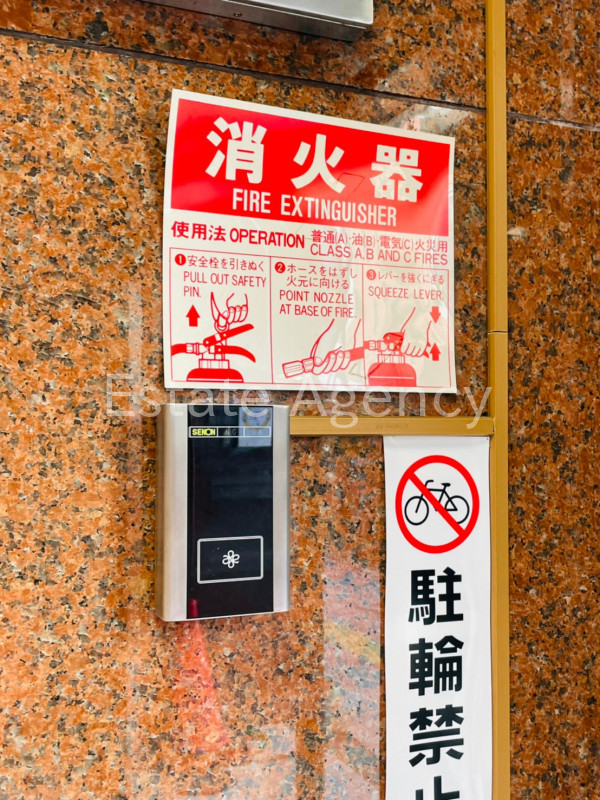 消火器
FIRE EXTINGUISHER
使用法 OPERATION 普通(A)・油(B)・電気(C)火災用
CLASS A,B AND C FIRES
❶安全栓を引きぬく
PULL OUT SAFETY
PIN.
❷ホースをはずし
火元に向ける
POINT NOZZLE
AT BASE OF FIRE.
❸レバーを強くにぎる
SQUEEZE LEVER.
Estate Agency
SENON
駐輪禁止